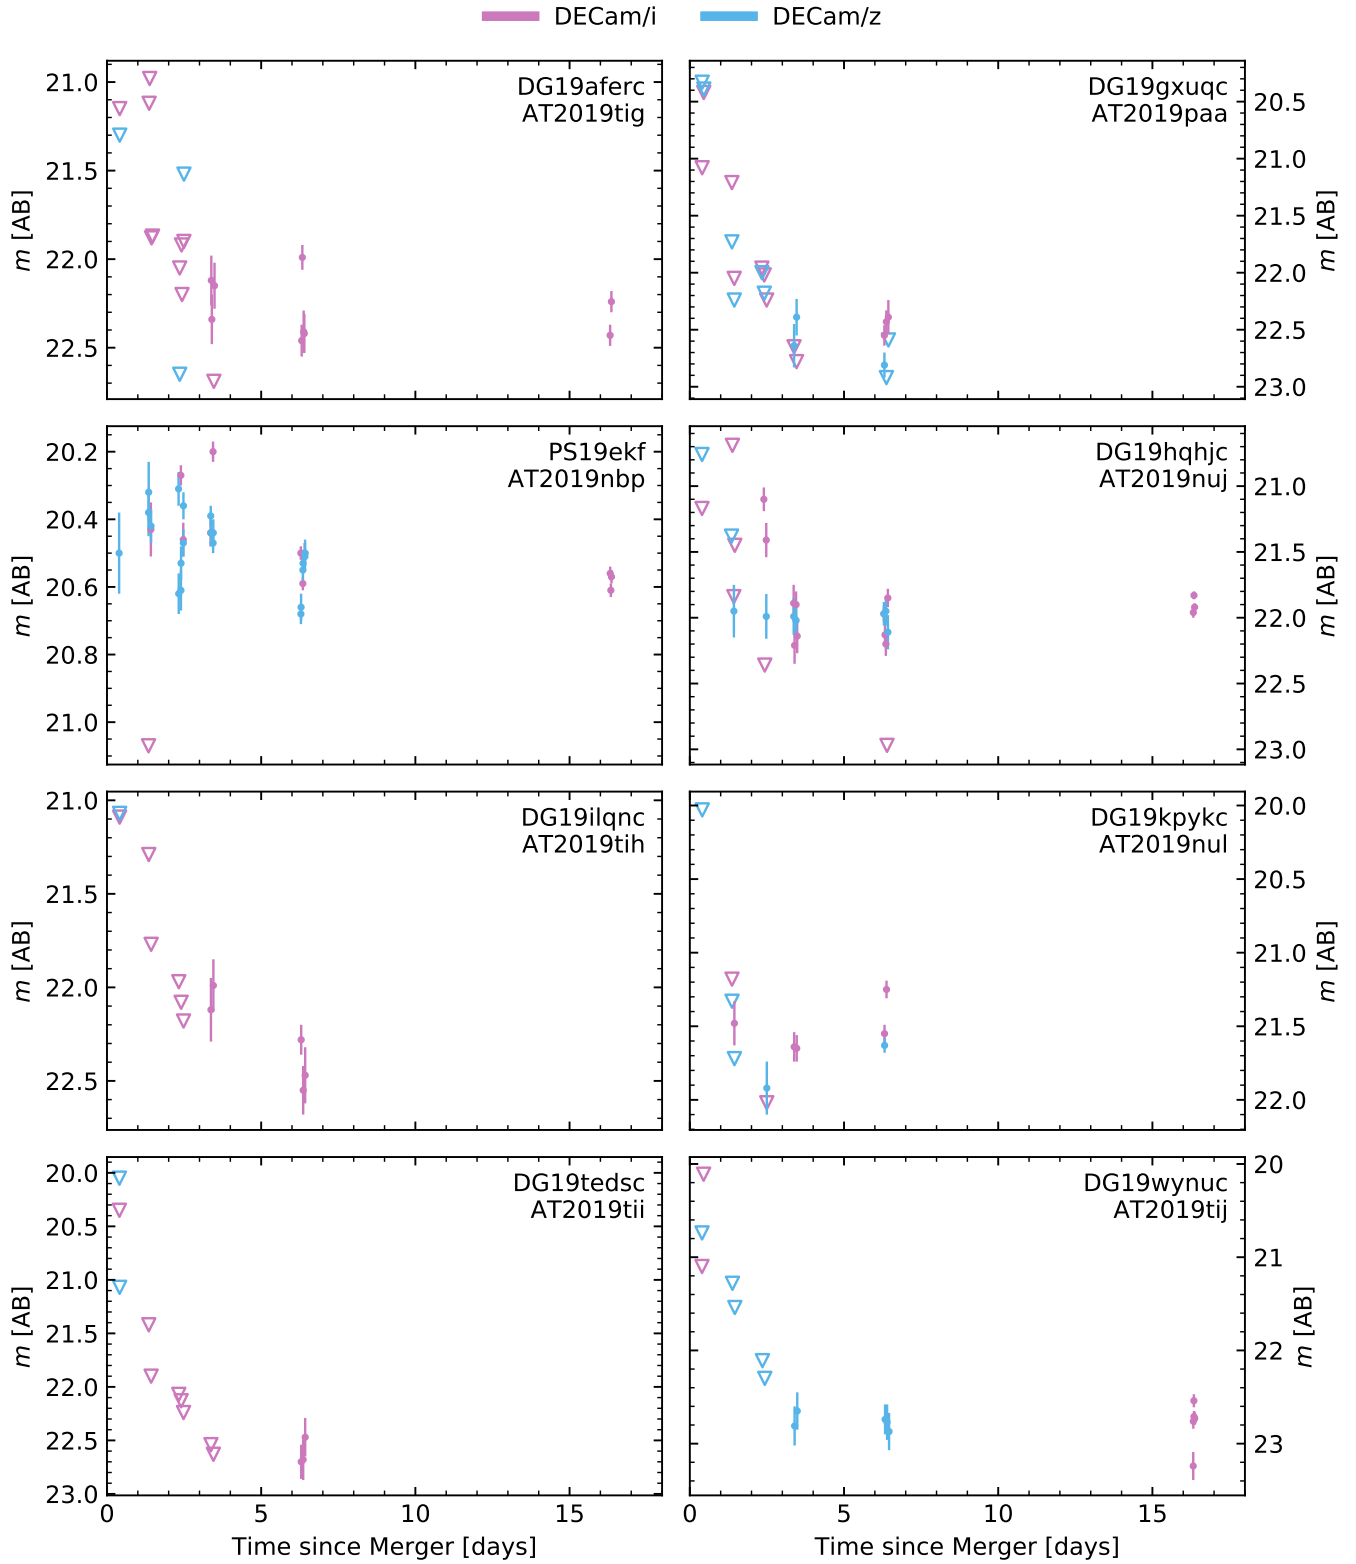 DECam/i DECam/z
DG19aferc
AT2019tig
21.0
21.5
22.0
22.5
m [AB]
DG19gxuqc
AT2019paa
20.5
21.0
21.5
22.0
22.5
23.0
m [AB]
PS19ekf
AT2019nbp
20.2
20.4
20.6
20.8
21.0
m [AB]
DG19hqhjc
AT2019nuj
21.0
21.5
22.0
22.5
23.0
m [AB]
DG19ilqnc
AT2019tih
21.0
21.5
22.0
22.5
m [AB]
DG19kpykc
AT2019nul
20.0
20.5
21.0
21.5
22.0
m [AB]
DG19tedsc
AT2019tii
20.0
20.5
21.0
21.5
22.0
22.5
23.0
m [AB]
0 5 10 15
Time since Merger [days]
DG19wynuc
AT2019tij
20
21
22
23
m [AB]
0 5 10 15
Time since Merger [days]